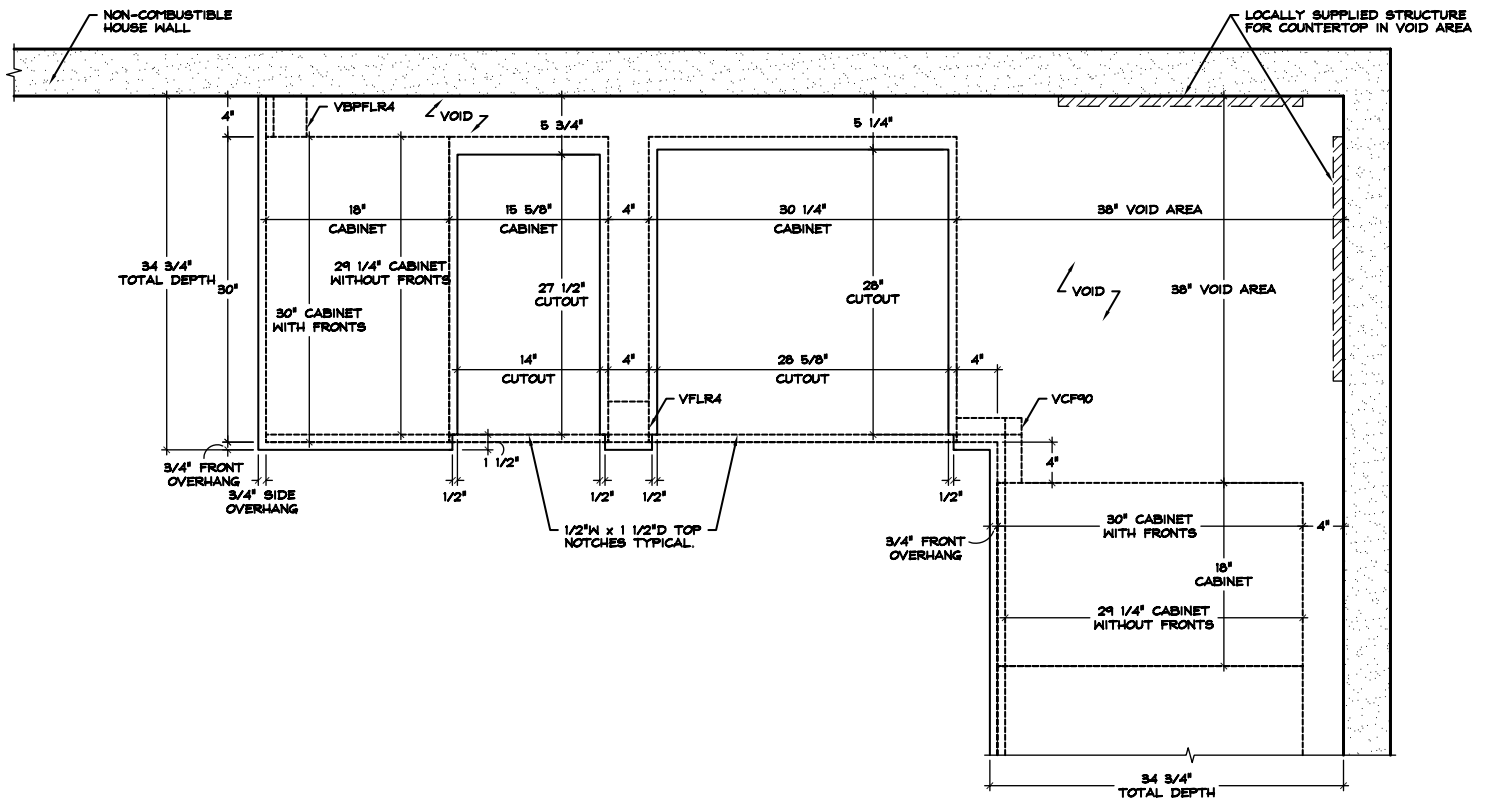 NON-COMBUSTIBLE
HOUSE WALL
LOCALLY SUPPLIED STRUCTURE
FOR COUNTERTOP IN VOID AREA
4"
VBPFLR4
VOID
5 3/4"
5 1/4"
18"
CABINET
15 5/8"
CABINET
4"
30 1/4"
CABINET
38" VOID AREA
34 3/4"
TOTAL DEPTH
30"
29 1/4" CABINET
WITHOUT FRONTS
27 1/2"
CUTOUT
28"
CUTOUT
VOID
38" VOID AREA
30" CABINET
WITH FRONTS
14"
CUTOUT
4"
28 5/8"
CUTOUT
4"
VFLR4
VCF90
3/4" FRONT
OVERHANG
3/4" SIDE
OVERHANG
1 1/2"
4"
1/2"
1/2"
1/2"
1/2"
1/2"W x 1 1/2"D TOP
NOTCHES TYPICAL.
3/4" FRONT
OVERHANG
30" CABINET
WITH FRONTS
4"
18"
CABINET
29 1/4" CABINET
WITHOUT FRONTS
34 3/4"
TOTAL DEPTH